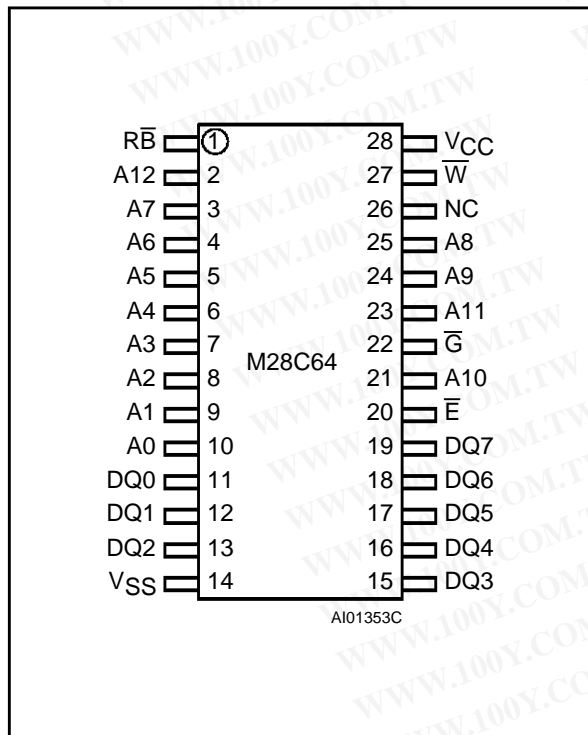 RB̅ 1 28 VCC
A12 2 27 W̅
A7 3 26 NC
A6 4 25 A8
A5 5 24 A9
A4 6 23 A11
A3 7 22 G̅
M28C64
A2 8 21 A10
A1 9 20 E̅
A0 10 19 DQ7
DQ0 11 18 DQ6
DQ1 12 17 DQ5
DQ2 13 16 DQ4
VSS 14 15 DQ3
AI01353C
WWW.100Y.COM.TW